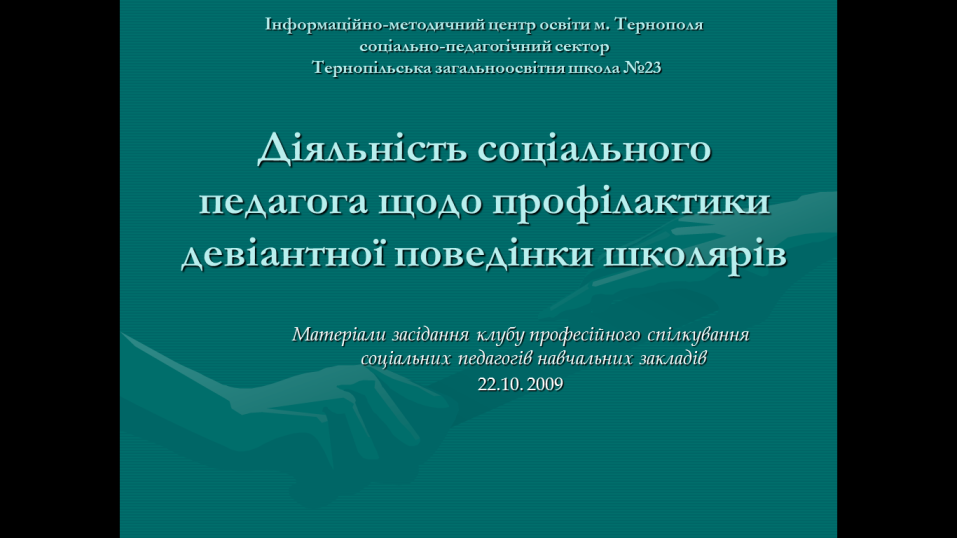 Інформаційно-методичний центр освіти м. Тернополя
соціально-педагогічний сектор
Тернопільська загальноосвітня школа №23
Діяльність соціального
педагога щодо профілактики
девіантної поведінки школярів
Матеріали засідання клубу професійного спілкування
соціальних педагогів навчальних закладів
22.10. 2009